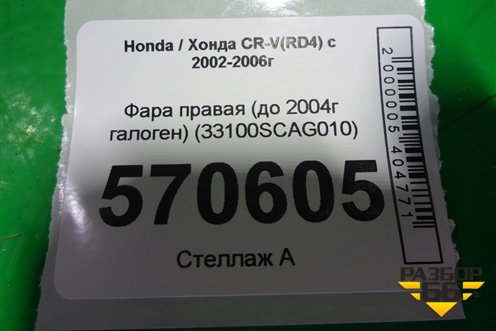 Honda / Хонда CR-V(RD4) с
2002-2006г
Фара правая (до 2004г
галоген) (33100SCAG010)
570605
Стеллаж А
2000005404771
РАЗБОР
66